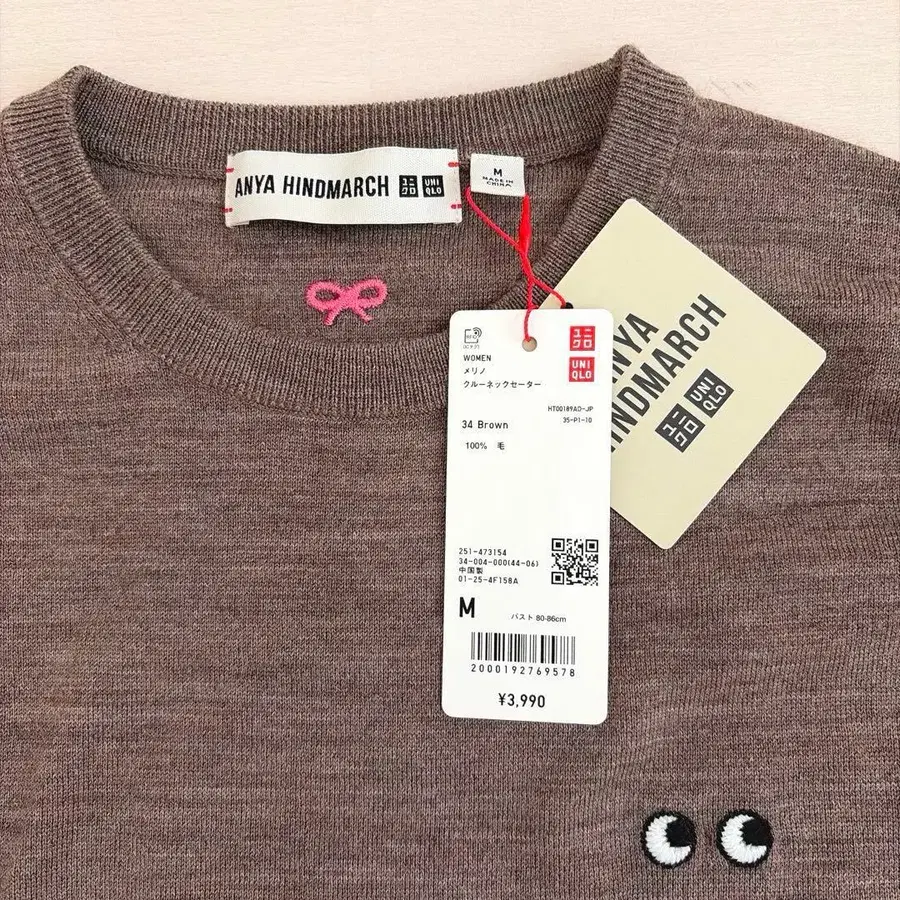 ANYA HINDMARCH ユニクロ UNIQLO
M
MADE IN
CHINA
WOMEN
メリノ
クルーネックセーター
ユニクロ
UNIQLO
HT00189AD-JP
35-P1-10
34 Brown
100% 毛
251-473154
34-004-000(44-06)
中国製
01-25-4F158A
M バスト 80-86cm
2000192769578
¥3,990
ANYA
HINDMARCH
ユニクロ UNIQLO